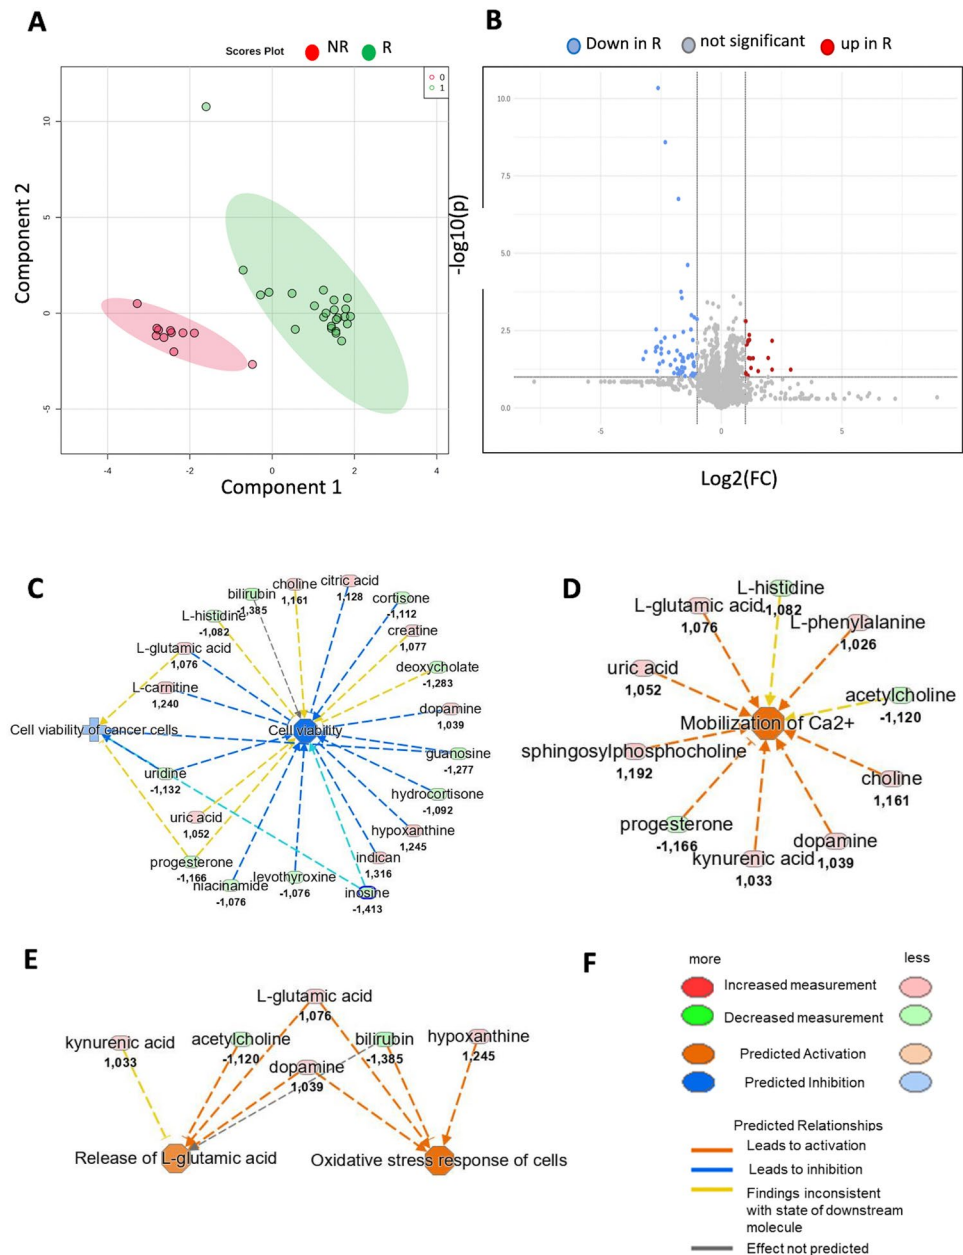 A
Scores Plot NR R
0
1
10
5
0
-5
Component 2
-4 -2 0 2 4
Component 1
B
Down in R not significant up in R
10.0
7.5
5.0
2.5
0.0
-log10(p)
-5 0 5
Log2(FC)
C
citric acid
1,128
choline
1,161
bilirubin
-1,385
cortisone
-1,112
L-histidine
-1,082
creatine
1,077
L-glutamic acid
1,076
deoxycholate
-1,283
L-carnitine
1,240
dopamine
1,039
Cell viability of cancer cells
Cell viability
guanosine
-1,277
uridine
-1,132
hydrocortisone
-1,092
uric acid
1,052
hypoxanthine
1,245
progesterone
-1,166
indican
1,316
niacinamide
-1,076
levothyroxine
-1,076
inosine
-1,413
D
L-histidine
-1,082
L-glutamic acid
1,076
L-phenylalanine
1,026
uric acid
1,052
acetylcholine
-1,120
Mobilization of Ca2+
sphingosylphosphocholine
1,192
choline
1,161
progesterone
-1,166
dopamine
1,039
kynurenic acid
1,033
E
L-glutamic acid
1,076
kynurenic acid
1,033
acetylcholine
-1,120
bilirubin
-1,385
hypoxanthine
1,245
dopamine
1,039
Release of L-glutamic acid
Oxidative stress response of cells
F
more less
Increased measurement
Decreased measurement
Predicted Activation
Predicted Inhibition
Predicted Relationships
Leads to activation
Leads to inhibition
Findings inconsistent
with state of downstream
molecule
Effect not predicted